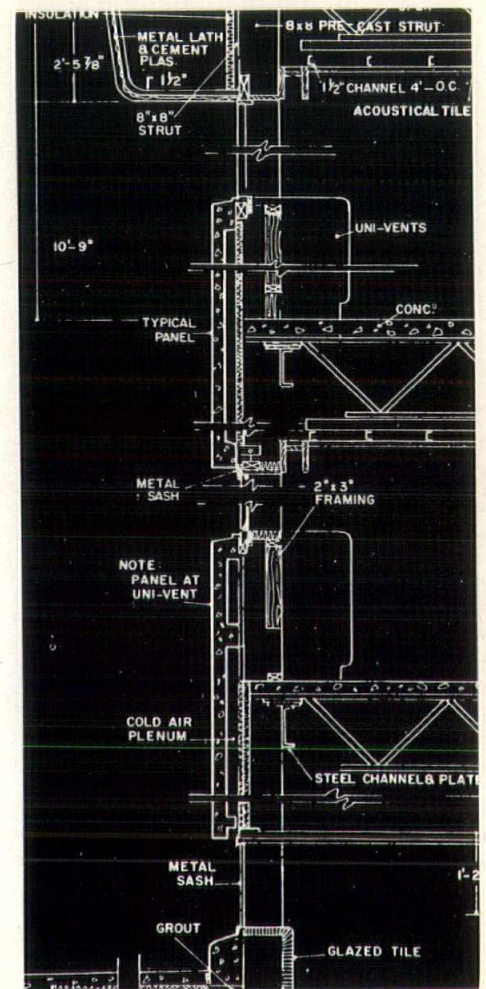 INSULATION
8x8 PRE-CAST STRUT
METAL LATH
& CEMENT
PLAS.
2'-5 7/8"
1 1/2"
1 1/2" CHANNEL 4'-O.C.
8"x8"
STRUT
ACOUSTICAL TILE
UNI-VENTS
10'-9"
CONC.
TYPICAL
PANEL
METAL
SASH
2"x3"
FRAMING
NOTE:
PANEL AT
UNI-VENT
COLD AIR
PLENUM
STEEL CHANNEL & PLATE
METAL
SASH
1'-2
GROUT
GLAZED TILE